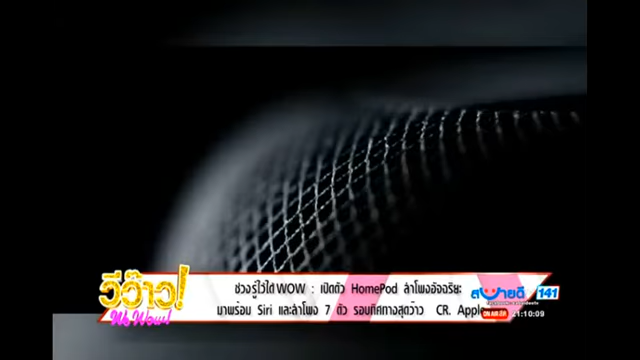 วีว๊าว!
We Wow!
ช่วงรู้ไว้ได้ WOW : เปิดตัว HomePod ลำโพงอัจฉริยะ
มาพร้อม Siri และลำโพง 7 ตัว รอบทิศทางสุดว้าว CR. Apple
สบายดี 141
ON AIR 21:10:09